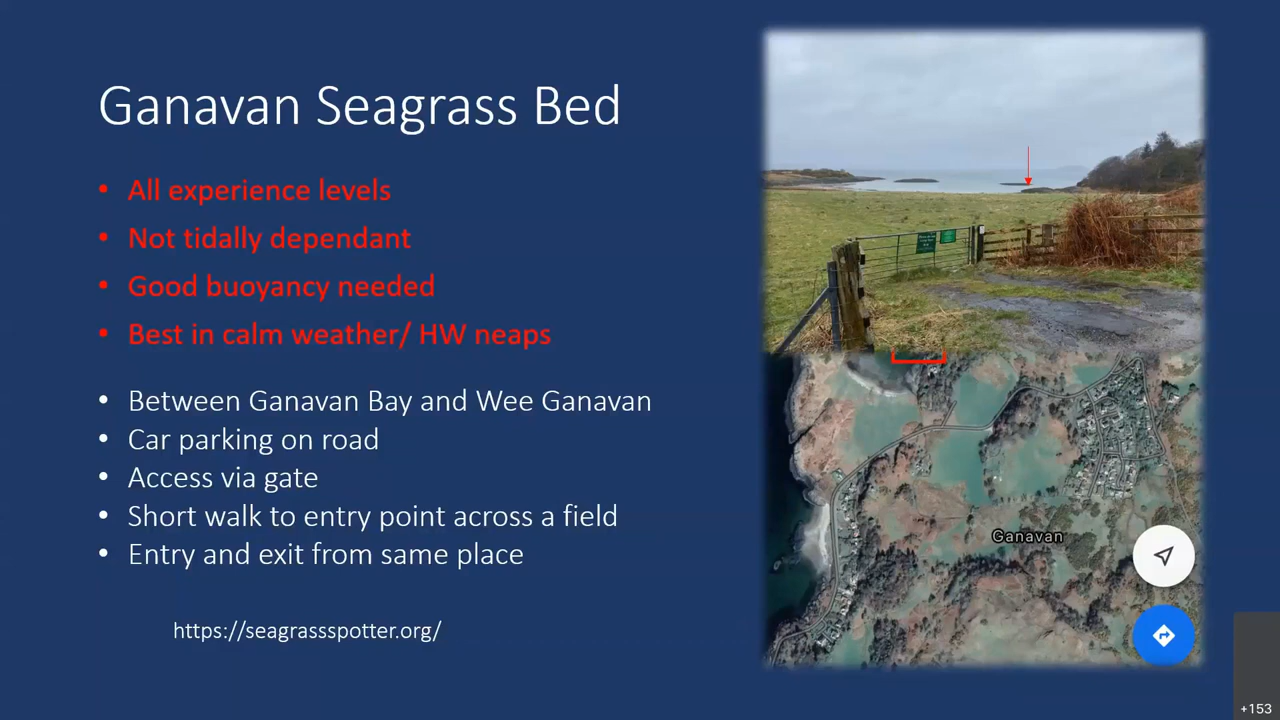 Ganavan Seagrass Bed
• All experience levels
• Not tidally dependant
• Good buoyancy needed
• Best in calm weather/ HW neaps
• Between Ganavan Bay and Wee Ganavan
• Car parking on road
• Access via gate
• Short walk to entry point across a field
• Entry and exit from same place
https://seagrassspotter.org/
Ganavan
+153